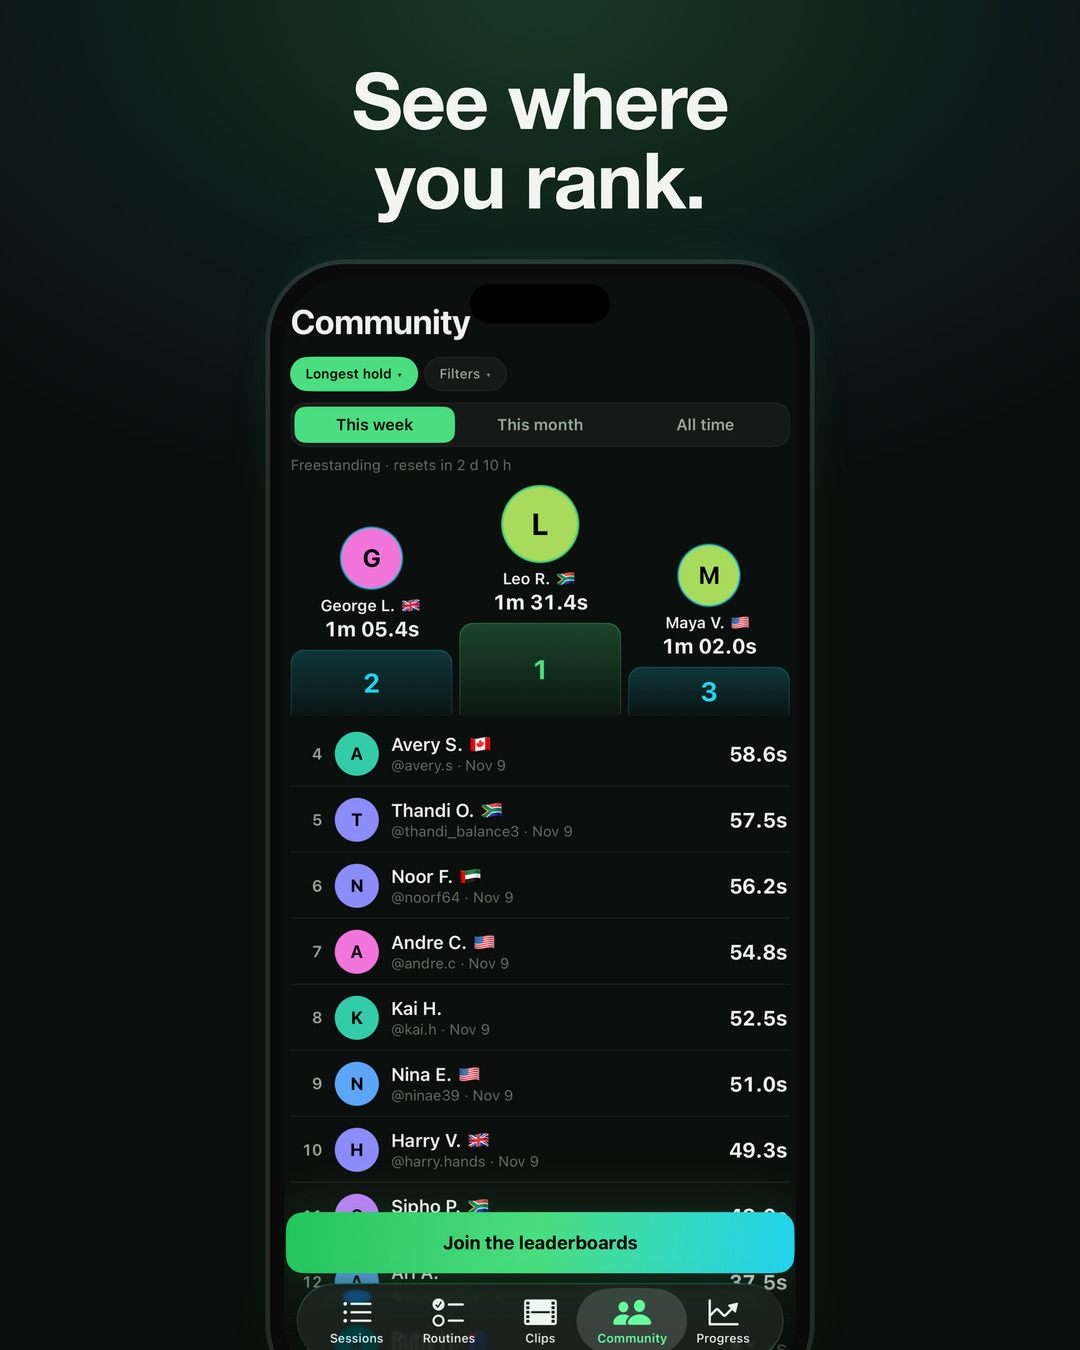 See where
you rank.
Community
Longest hold
Filters
This week
This month
All time
Freestanding · resets in 2 d 10 h
L
Leo R.
1m 31.4s
G
George L.
1m 05.4s
M
Maya V.
1m 02.0s
2
1
3
4 A Avery S. 58.6s
@avery.s · Nov 9
5 T Thandi O. 57.5s
@thandi_balance3 · Nov 9
6 N Noor F. 56.2s
@noorf64 · Nov 9
7 A Andre C. 54.8s
@andre.c · Nov 9
8 K Kai H. 52.5s
@kai.h · Nov 9
9 N Nina E. 51.0s
@ninae39 · Nov 9
10 H Harry V. 49.3s
@harry.hands · Nov 9
Sipho P.
Join the leaderboards
12 A 37.5s
Sessions
Routines
Clips
Community
Progress